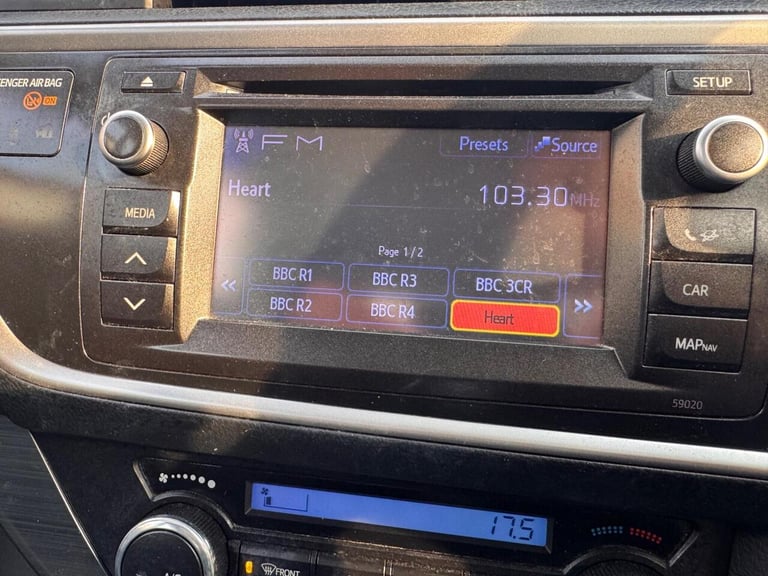 ENGER AIR BAG
ON
SETUP
FM
Presets
Source
Heart
103.30 MHz
MEDIA
Page 1/2
BBC R1
BBC R3
BBC 3CR
BBC R2
BBC R4
Heart
CAR
MAP NAV
59020
17.5
A/C
FRONT